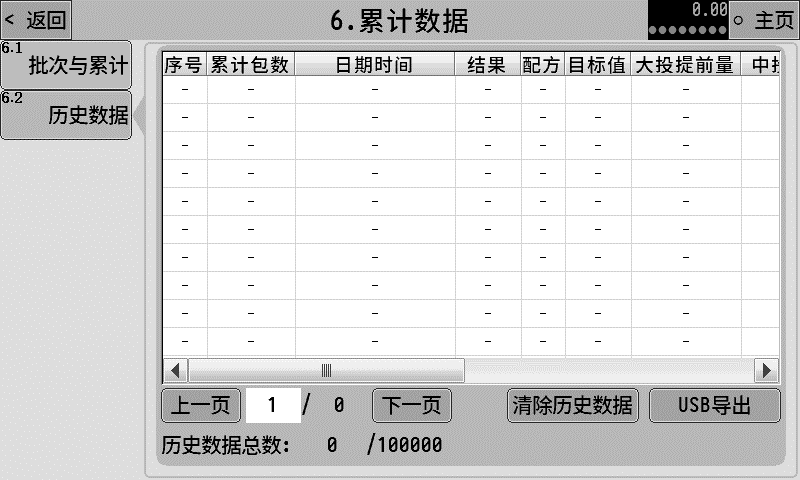 < 返回
6.累计数据
0.00
主页
6.1
批次与累计
6.2
历史数据
序号 累计包数 日期时间 结果 配方 目标值 大投提前量 中投
- - - - - - -
- - - - - - -
- - - - - - -
- - - - - - -
- - - - - - -
- - - - - - -
- - - - - - -
- - - - - - -
- - - - - - -
- - - - - - -
上一页 1 / 0 下一页 清除历史数据 USB导出
历史数据总数: 0 /100000